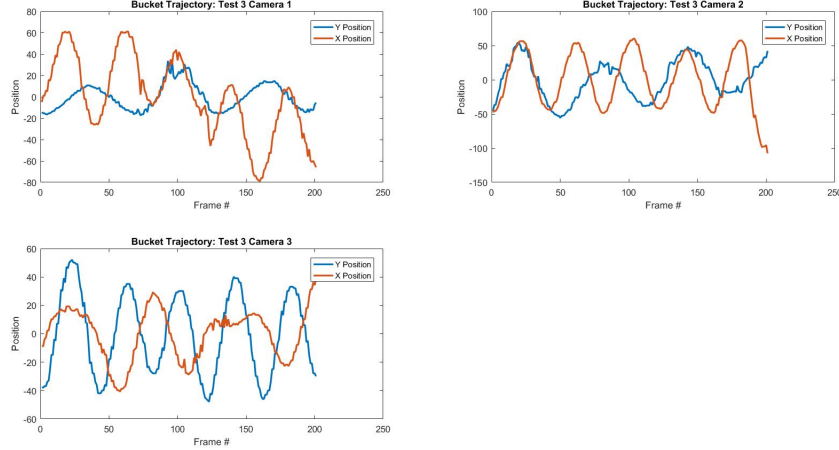 Bucket Trajectory: Test 3 Camera 1
80
60
40
20
0
-20
-40
-60
-80
Position
0 50 100 150 200 250
Frame #
Y Position
X Position
Bucket Trajectory: Test 3 Camera 2
100
50
0
-50
-100
-150
Position
0 50 100 150 200 250
Frame #
Y Position
X Position
Bucket Trajectory: Test 3 Camera 3
60
40
20
0
-20
-40
-60
Position
0 50 100 150 200 250
Frame #
Y Position
X Position